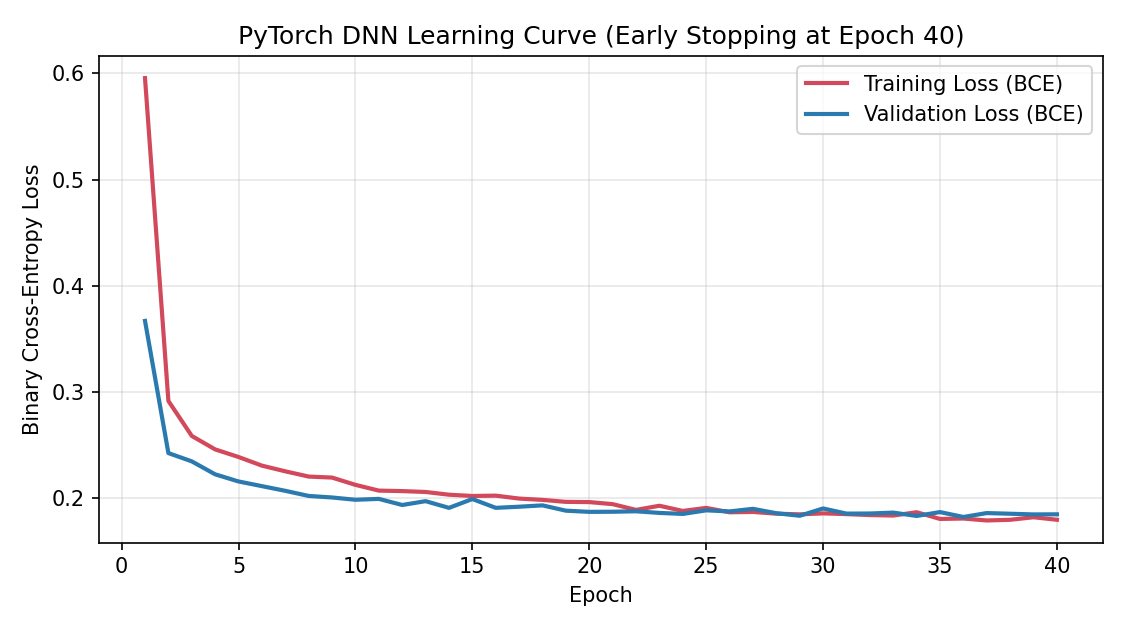 PyTorch DNN Learning Curve (Early Stopping at Epoch 40)
Training Loss (BCE)
Validation Loss (BCE)
Binary Cross-Entropy Loss
0.6
0.5
0.4
0.3
0.2
0 5 10 15 20 25 30 35 40
Epoch